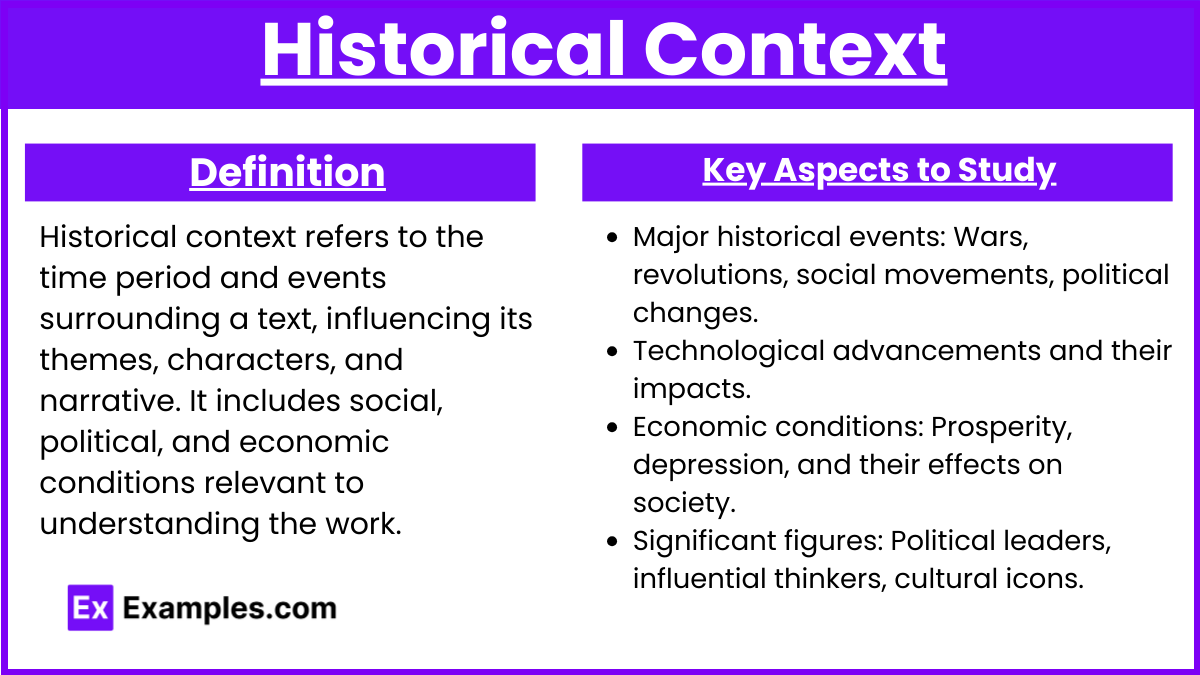 Historical Context
Definition
Historical context refers to the
time period and events
surrounding a text, influencing its
themes, characters, and
narrative. It includes social,
political, and economic
conditions relevant to
understanding the work.
Ex Examples.com
Key Aspects to Study
• Major historical events: Wars,
revolutions, social movements, political
changes.
• Technological advancements and their
impacts.
• Economic conditions: Prosperity,
depression, and their effects on
society.
• Significant figures: Political leaders,
influential thinkers, cultural icons.